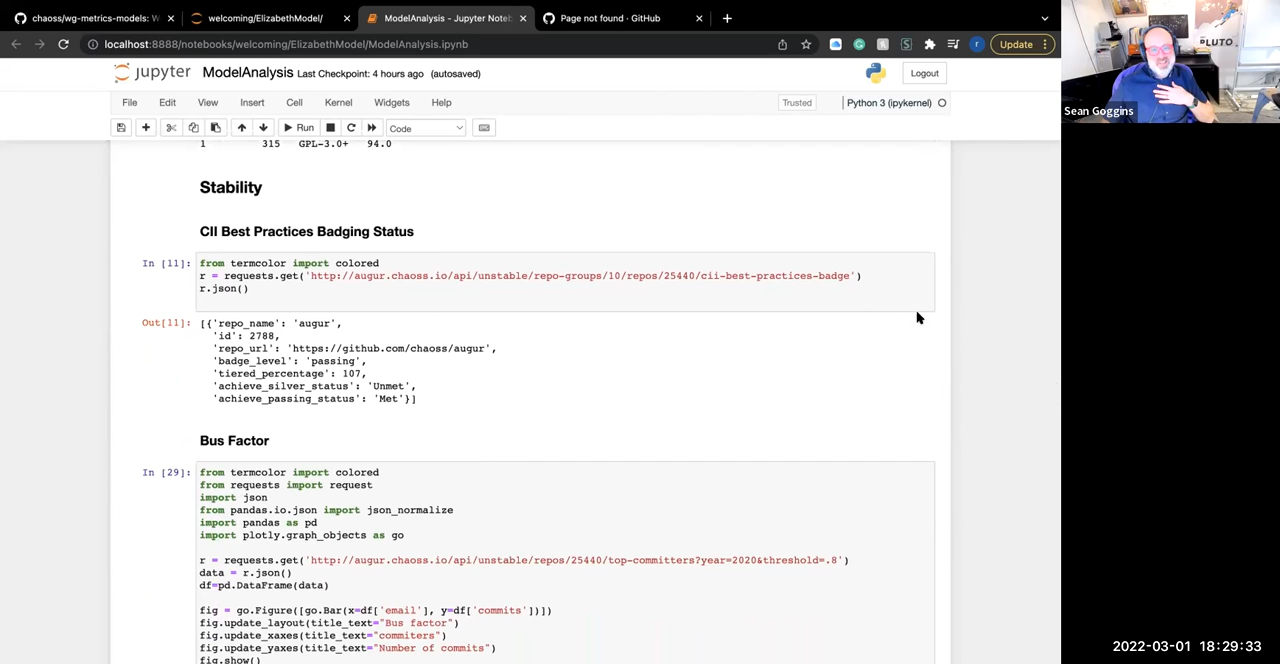 chaoss/wg-metrics-models: W
welcoming/ElizabethModel/
ModelAnalysis - Jupyter Noteb
Page not found · GitHub
localhost:8888/notebooks/welcoming/ElizabethModel/ModelAnalysis.ipynb
r
Update
jupyter
ModelAnalysis Last Checkpoint: 4 hours ago (autosaved)
Logout
File Edit View Insert Cell Kernel Widgets Help
Trusted
Python 3 (ipykernel)
Run
Code
1 315 GPL-3.0+ 94.0
Stability
CII Best Practices Badging Status
In [11]: from termcolor import colored
r = requests.get('http://augur.chaoss.io/api/unstable/repo-groups/10/repos/25440/cii-best-practices-badge')
r.json()
Out[11]: [{'repo_name': 'augur',
'id': 2788,
'repo_url': 'https://github.com/chaoss/augur',
'badge_level': 'passing',
'tiered_percentage': 107,
'achieve_silver_status': 'Unmet',
'achieve_passing_status': 'Met'}]
Bus Factor
In [29]: from termcolor import colored
from requests import request
import json
from pandas.io.json import json_normalize
import pandas as pd
import plotly.graph_objects as go
r = requests.get('http://augur.chaoss.io/api/unstable/repos/25440/top-committers?year=2020&threshold=.8')
data = r.json()
df=pd.DataFrame(data)
fig = go.Figure([go.Bar(x=df['email'], y=df['commits'])])
fig.update_layout(title_text="Bus factor")
fig.update_xaxes(title_text="commiters")
fig.update_yaxes(title_text="Number of commits")
fig.show()
PLUTO
Sean Goggins
2022-03-01 18:29:33